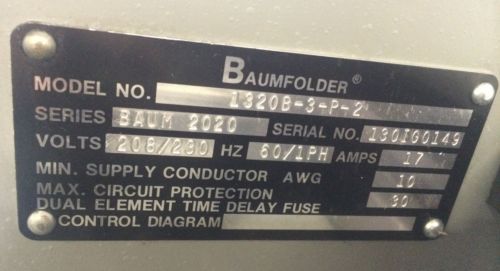 BAUMFOLDER®
MODEL NO. 1320B-3-P-2
SERIES BAUM 2020 SERIAL NO. 130IG0149
VOLTS 208/230 HZ 60/1PH AMPS 17
MIN. SUPPLY CONDUCTOR AWG 10
MAX. CIRCUIT PROTECTION
DUAL ELEMENT TIME DELAY FUSE 30
CONTROL DIAGRAM